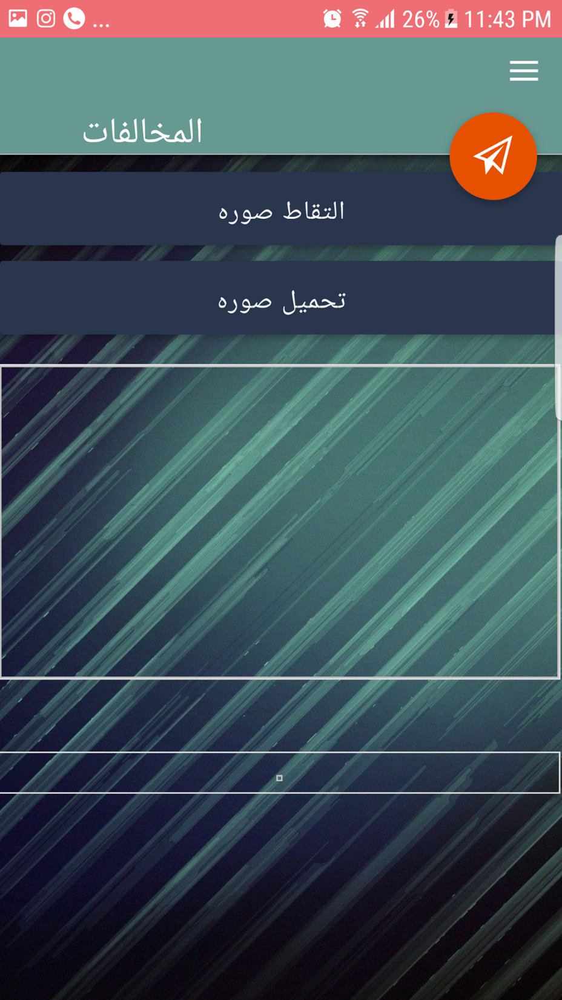 ... 26% 11:43 PM
المخالفات
التقاط صوره
تحميل صوره